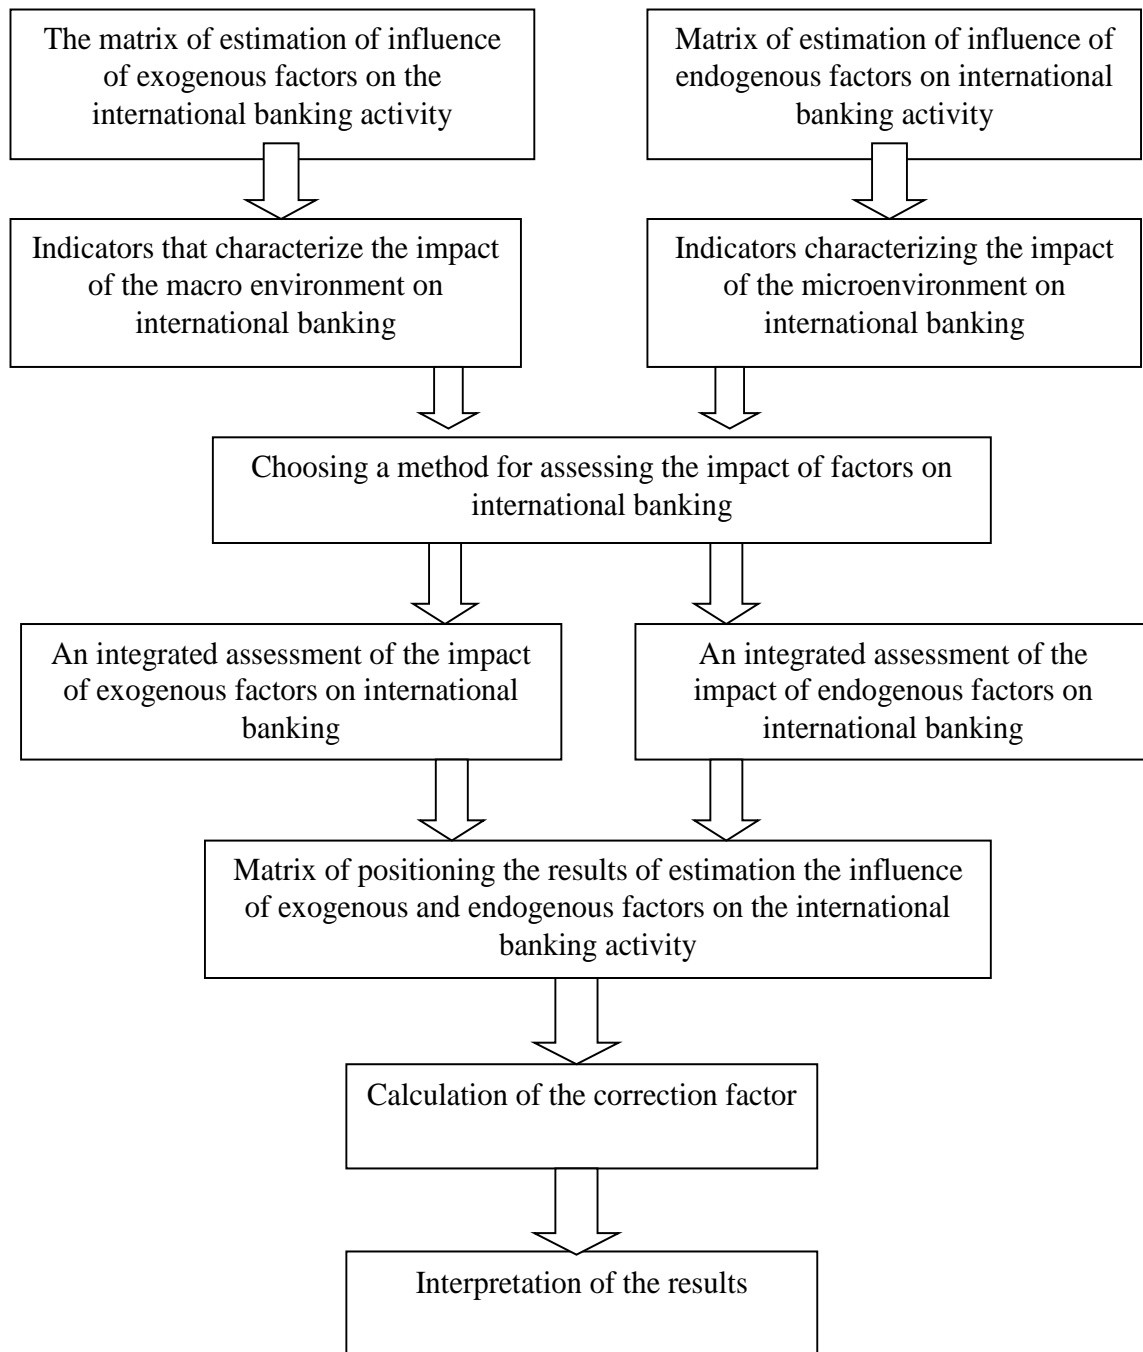 The matrix of estimation of influence
of exogenous factors on the
international banking activity
Matrix of estimation of influence of
endogenous factors on international
banking activity
Indicators that characterize the impact
of the macro environment on
international banking
Indicators characterizing the impact
of the microenvironment on
international banking
Choosing a method for assessing the impact of factors on
international banking
An integrated assessment of the impact
of exogenous factors on international
banking
An integrated assessment of the
impact of endogenous factors on
international banking
Matrix of positioning the results of estimation the influence
of exogenous and endogenous factors on the international
banking activity
Calculation of the correction factor
Interpretation of the results